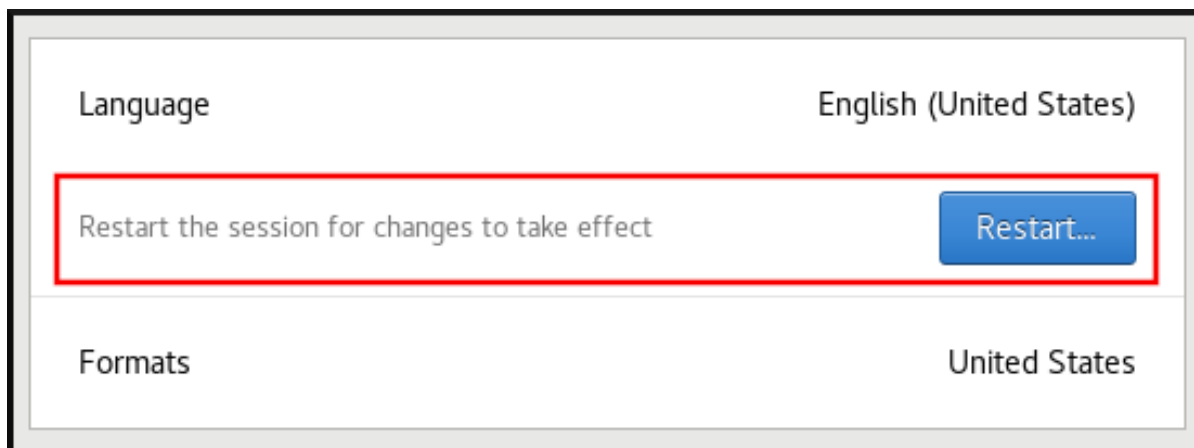 Language English (United States)
Restart the session for changes to take effect Restart...
Formats United States